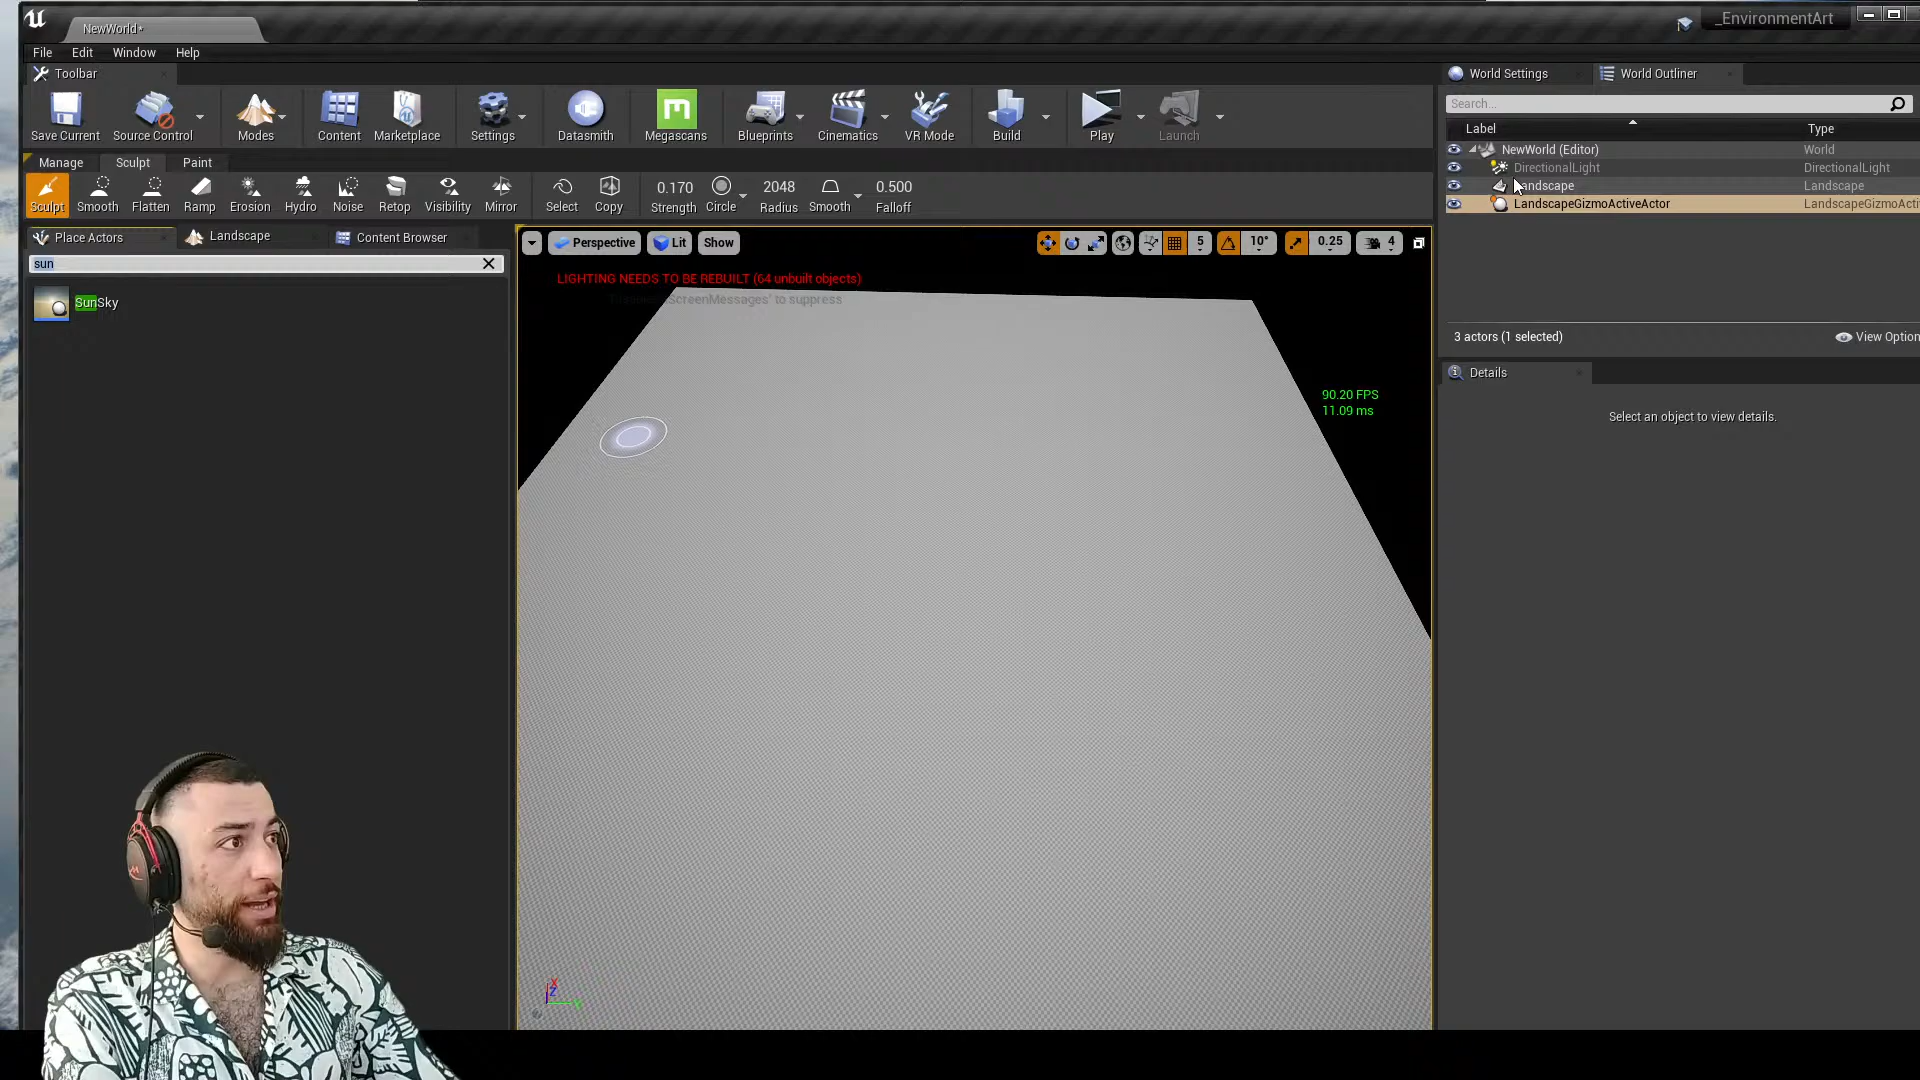 NewWorld*
_EnvironmentArt
File Edit Window Help
Toolbar
World Settings
World Outliner
Save Current
Source Control
Modes
Content
Marketplace
Settings
Datasmith
Megascans
Blueprints
Cinematics
VR Mode
Build
Play
Launch
Search...
Label
Type
NewWorld (Editor) World
DirectionalLight DirectionalLight
Landscape
LandscapeGizmoActiveActor LandscapeGizmoActi
3 actors (1 selected)
View Option
Manage Sculpt Paint
Sculpt
Smooth
Flatten
Ramp
Erosion
Hydro
Noise
Retop
Visibility
Mirror
Select
Copy
0.170
Strength
Circle
2048
Radius
Smooth
0.500
Falloff
Place Actors
Landscape
Content Browser
sun
SunSky
Perspective
Lit
Show
5
10°
0.25
4
LIGHTING NEEDS TO BE REBUILT (64 unbuilt objects)
ScreenMessages' to suppress
90.20 FPS
11.09 ms
Details
Select an object to view details.
X
Z